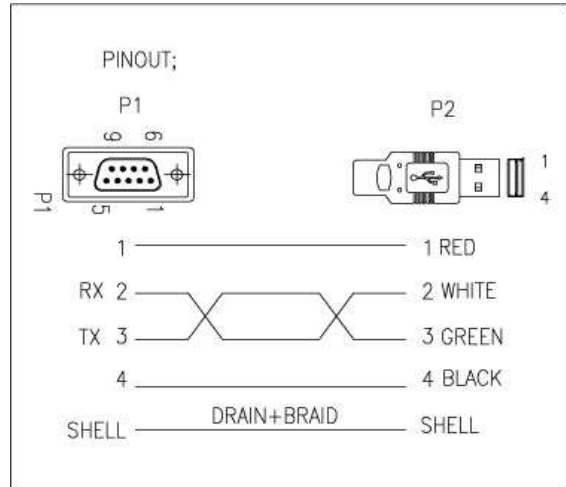 PINOUT;
P1
P2
9 6
P1 5 1
1
4
1 1 RED
RX 2 2 WHITE
TX 3 3 GREEN
4 4 BLACK
SHELL DRAIN+BRAID SHELL